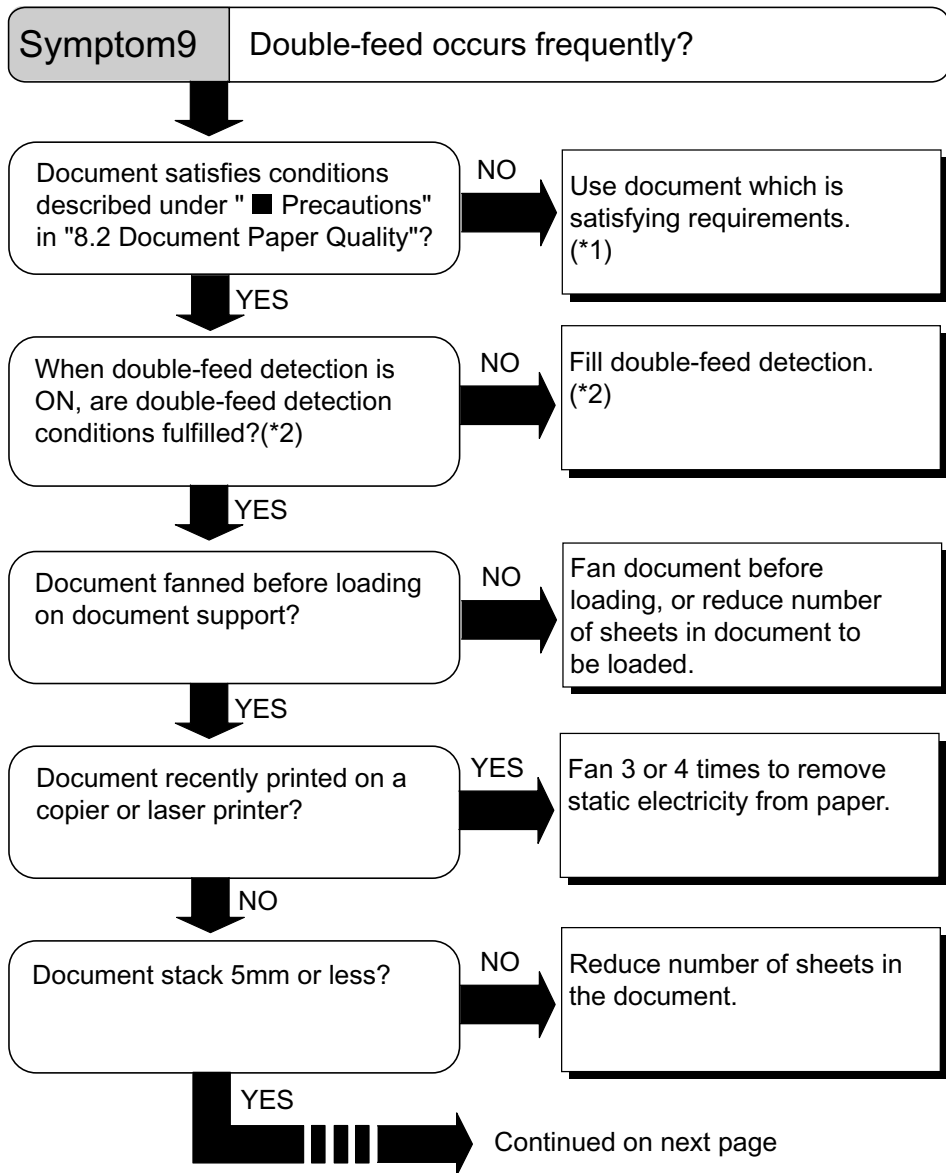 Symptom9
Double-feed occurs frequently?
Document satisfies conditions
described under " ■ Precautions"
in "8.2 Document Paper Quality"?
NO
Use document which is
satisfying requirements.
(*1)
YES
When double-feed detection is
ON, are double-feed detection
conditions fulfilled?(*2)
NO
Fill double-feed detection.
(*2)
YES
Document fanned before loading
on document support?
NO
Fan document before
loading, or reduce number
of sheets in document to
be loaded.
YES
Document recently printed on a
copier or laser printer?
YES
Fan 3 or 4 times to remove
static electricity from paper.
NO
Document stack 5mm or less?
NO
Reduce number of sheets in
the document.
YES
Continued on next page